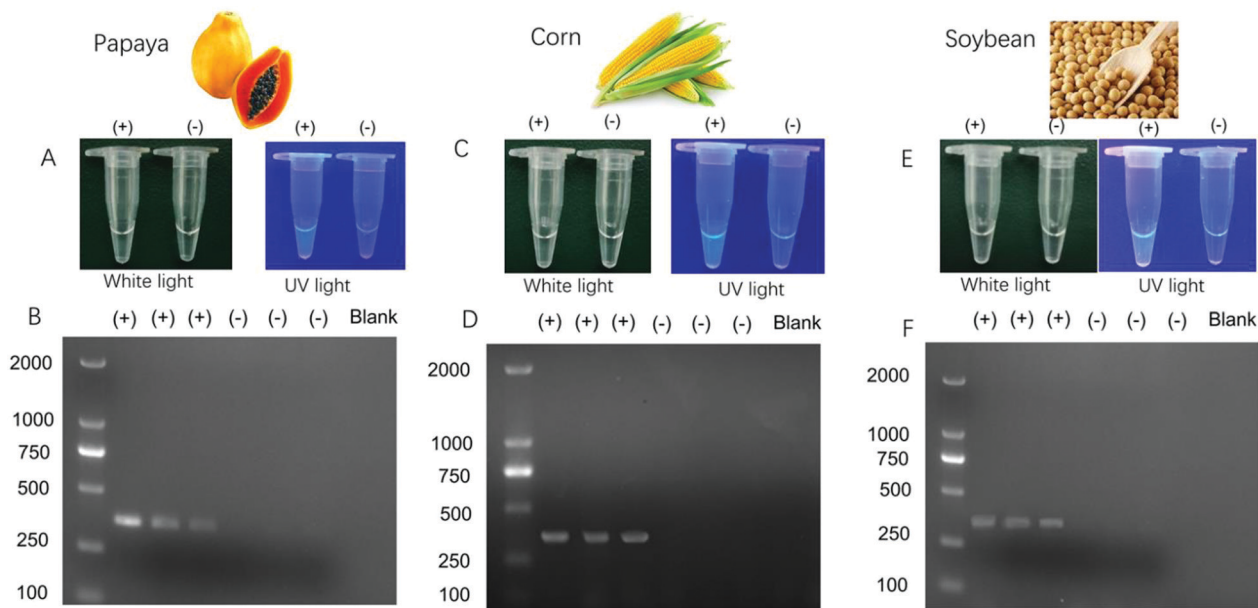 Papaya
Corn
Soybean
(+) (-) (+) (-)
(+) (-) (+) (-)
(+) (-) (+) (-)
A
C
E
White light UV light
White light UV light
White light UV light
B (+) (+) (+) (-) (-) (-) Blank
2000
1000
750
500
250
100
D (+) (+) (+) (-) (-) (-) Blank
2000
1000
750
500
250
100
F (+) (+) (+) (-) (-) (-) Blank
2000
1000
750
500
250
100